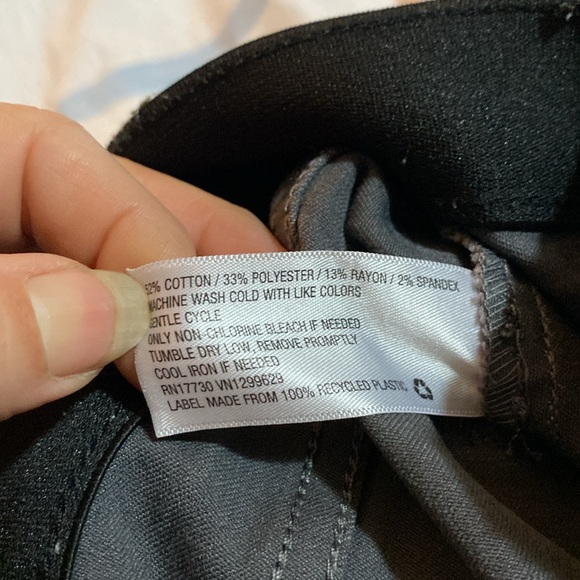 52% COTTON / 33% POLYESTER / 13% RAYON / 2% SPANDEX
MACHINE WASH COLD WITH LIKE COLORS
GENTLE CYCLE
ONLY NON-CHLORINE BLEACH IF NEEDED
TUMBLE DRY LOW, REMOVE PROMPTLY
COOL IRON IF NEEDED
RN17730 VN1299629
LABEL MADE FROM 100% RECYCLED PLASTIC